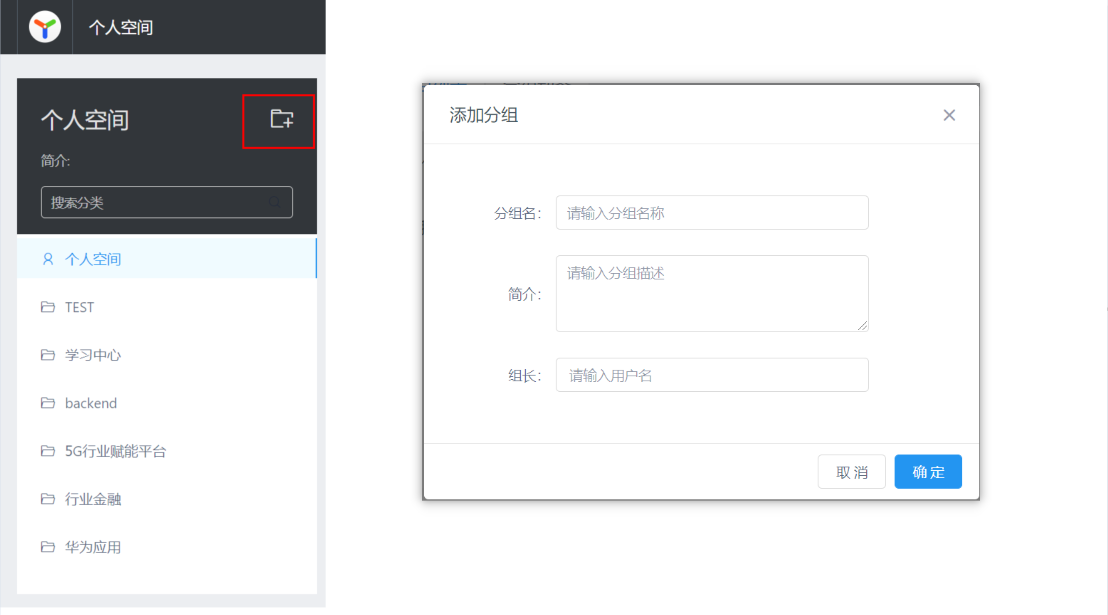 个人空间
个人空间
简介:
搜索分类
个人空间
TEST
学习中心
backend
5G行业赋能平台
行业金融
华为应用
添加分组
分组名：
请输入分组名称
简介：
请输入分组描述
组长：
请输入用户名
取 消
确 定